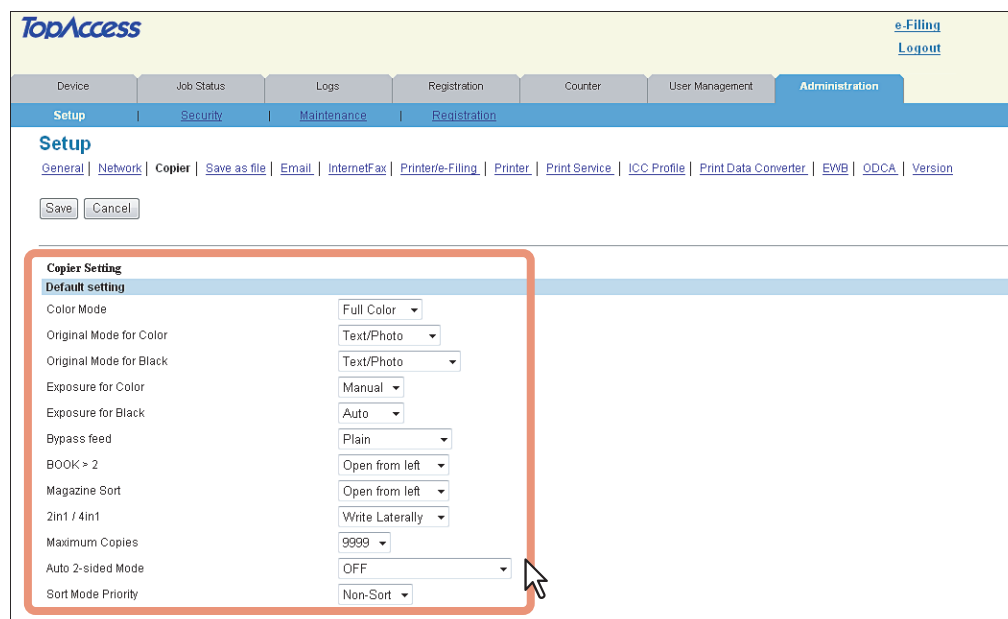 TopAccess
e-Filing
Logout
Device Job Status Logs Registration Counter User Management Administration
Setup | Security | Maintenance | Registration
Setup
General | Network | Copier | Save as file | Email | InternetFax | Printer/e-Filing | Printer | Print Service | ICC Profile | Print Data Converter | EWB | ODCA | Version
Save Cancel
Copier Setting
Default setting
Color Mode Full Color
Original Mode for Color Text/Photo
Original Mode for Black Text/Photo
Exposure for Color Manual
Exposure for Black Auto
Bypass feed Plain
BOOK > 2 Open from left
Magazine Sort Open from left
2in1 / 4in1 Write Laterally
Maximum Copies 9999
Auto 2-sided Mode OFF
Sort Mode Priority Non-Sort